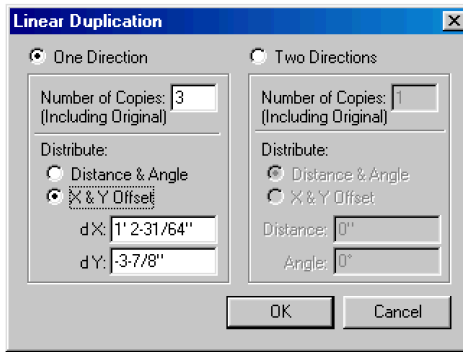 Linear Duplication
One Direction
Number of Copies: 3
(Including Original)
Distribute:
Distance & Angle
X & Y Offset
dX: 1' 2-31/64"
dY: -3-7/8"
Two Directions
Number of Copies: 1
(Including Original)
Distribute:
Distance & Angle
X & Y Offset
Distance: 0"
Angle: 0°
OK Cancel